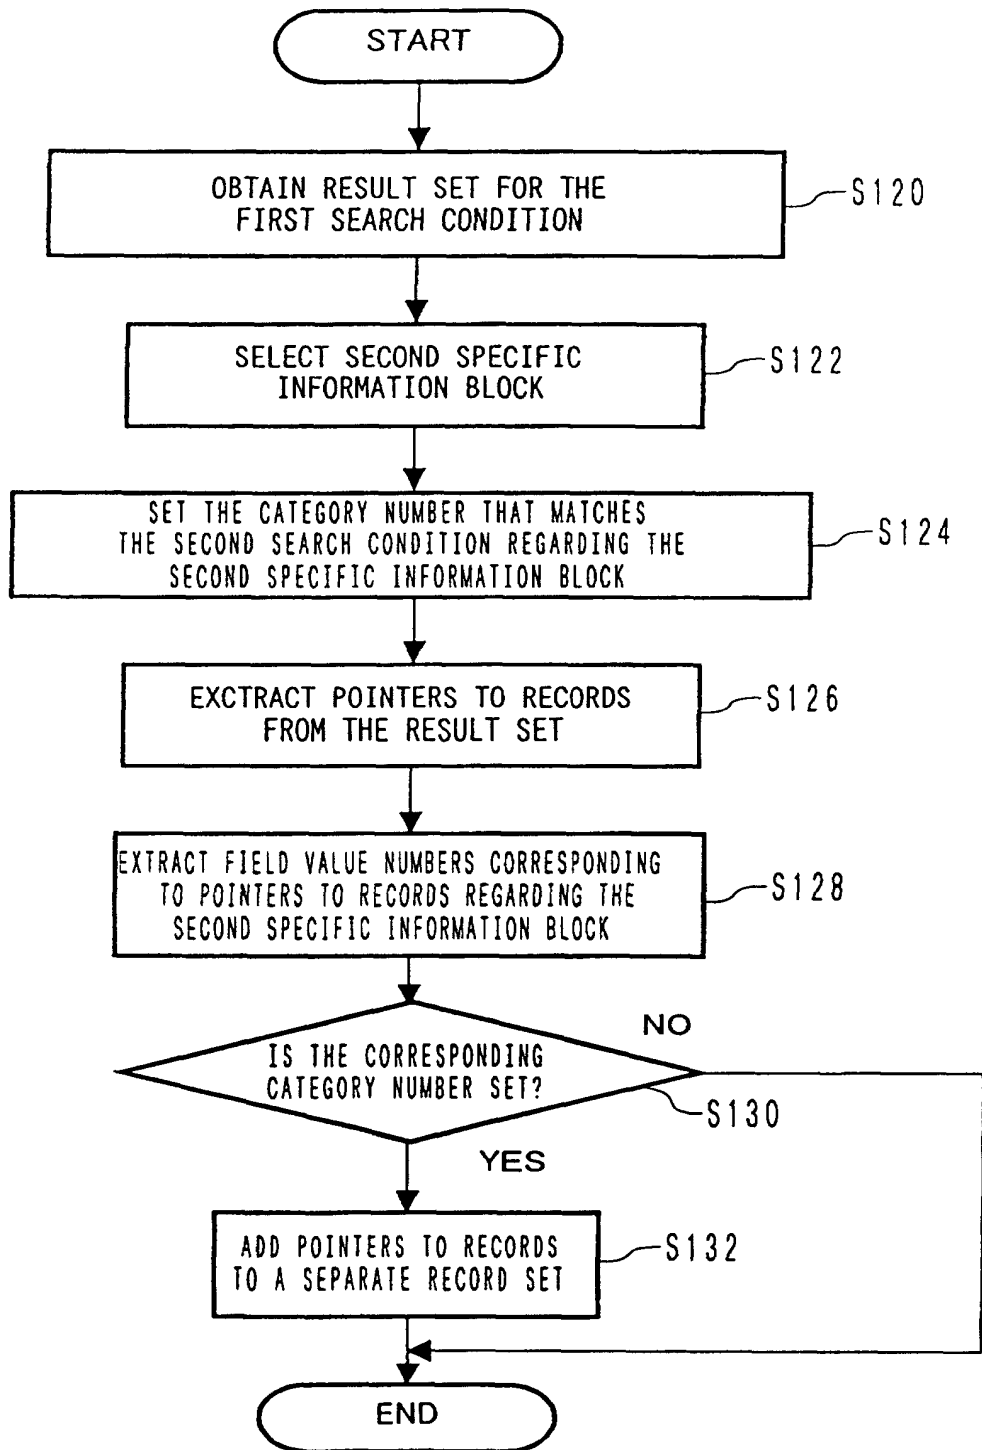 START
OBTAIN RESULT SET FOR THE
FIRST SEARCH CONDITION
S120
SELECT SECOND SPECIFIC
INFORMATION BLOCK
S122
SET THE CATEGORY NUMBER THAT MATCHES
THE SECOND SEARCH CONDITION REGARDING THE
SECOND SPECIFIC INFORMATION BLOCK
S124
EXCTRACT POINTERS TO RECORDS
FROM THE RESULT SET
S126
EXTRACT FIELD VALUE NUMBERS CORRESPONDING
TO POINTERS TO RECORDS REGARDING THE
SECOND SPECIFIC INFORMATION BLOCK
S128
NO
IS THE CORRESPONDING
CATEGORY NUMBER SET?
S130
YES
ADD POINTERS TO RECORDS
TO A SEPARATE RECORD SET
S132
END